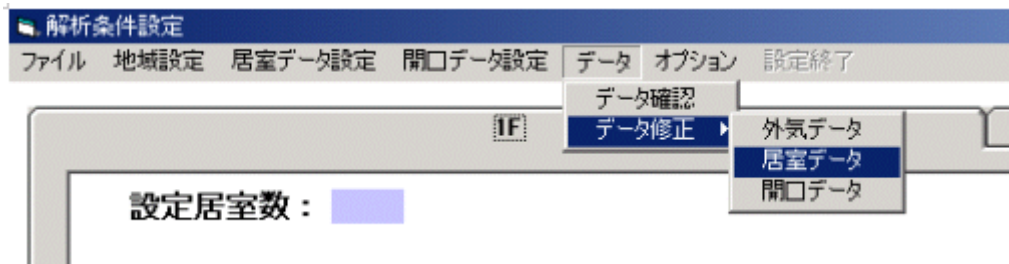 解析条件設定
ファイル 地域設定 居室データ設定 開口データ設定 データ オプション 設定終了
データ確認
1F データ修正 外気データ
居室データ
開口データ
設定居室数：